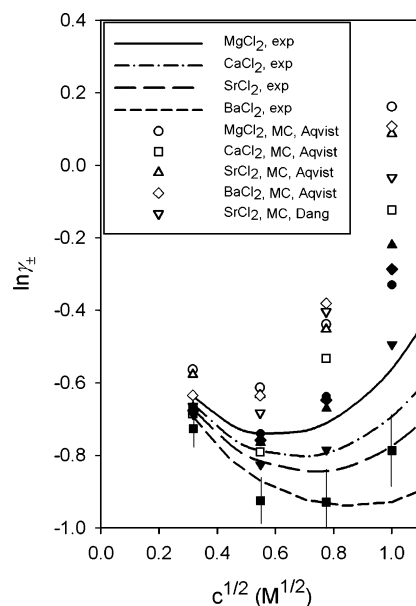 0.4
0.2
0.0
-0.2
-0.4
-0.6
-0.8
-1.0
lnγ±
MgCl2, exp
CaCl2, exp
SrCl2, exp
BaCl2, exp
MgCl2, MC, Aqvist
CaCl2, MC, Aqvist
SrCl2, MC, Aqvist
BaCl2, MC, Aqvist
SrCl2, MC, Dang
0.0 0.2 0.4 0.6 0.8 1.0
c1/2 (M1/2)